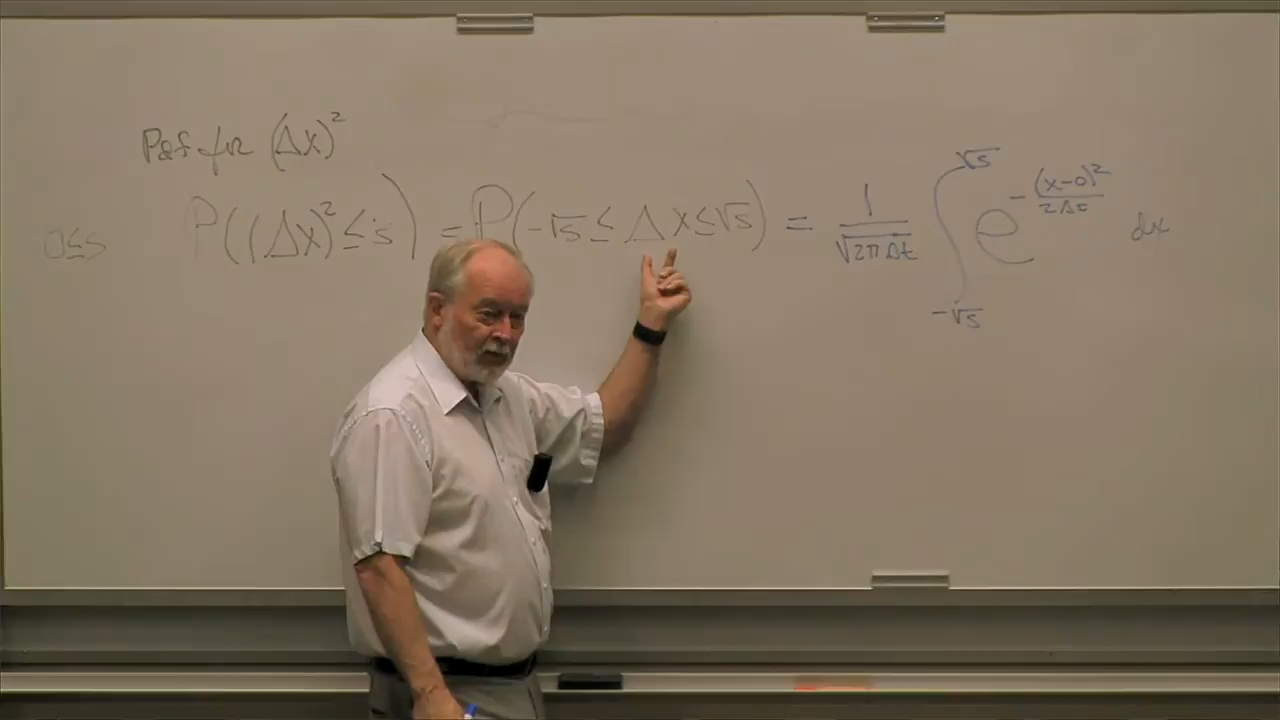 Pdf for (ΔX)²
0≤s P((ΔX)² ≤ s) = P(-√s ≤ ΔX ≤ √s) = 1/√(2πΔt) ∫_{-√s}^{√s} e^{-(x-0)²/(2Δt)} dx